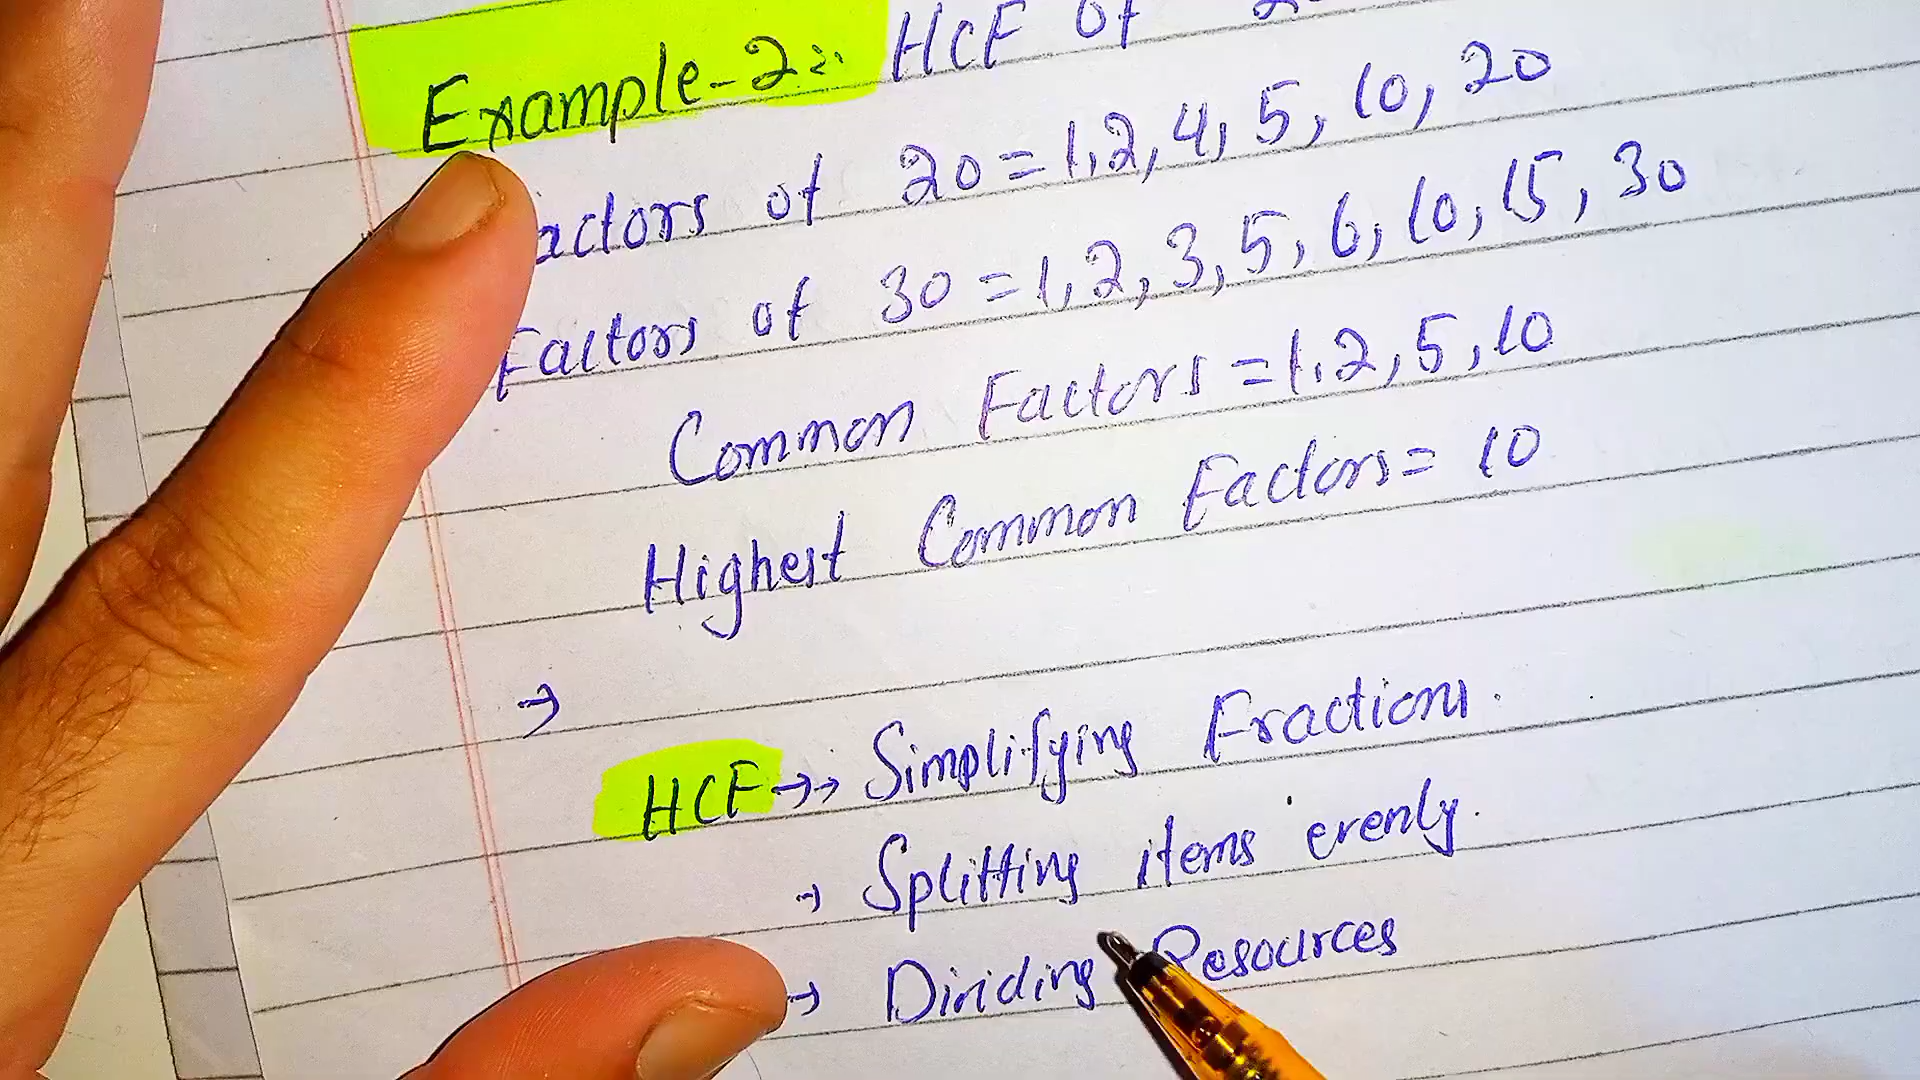 Example-2:- HCF of 20
actors of 20 = 1, 2, 4, 5, 10, 20
Factors of 30 = 1, 2, 3, 5, 6, 10, 15, 30
Common Factors = 1, 2, 5, 10
Highest Common Factors = 10
→
HCF →→ Simplifying Fractions.
→ Splitting items evenly.
→ Dividing Resources